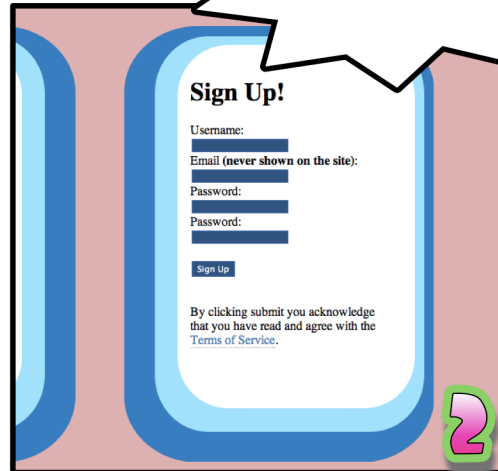 Sign Up!
Username:
Email (never shown on the site):
Password:
Password:
Sign Up
By clicking submit you acknowledge
that you have read and agree with the
Terms of Service.
2